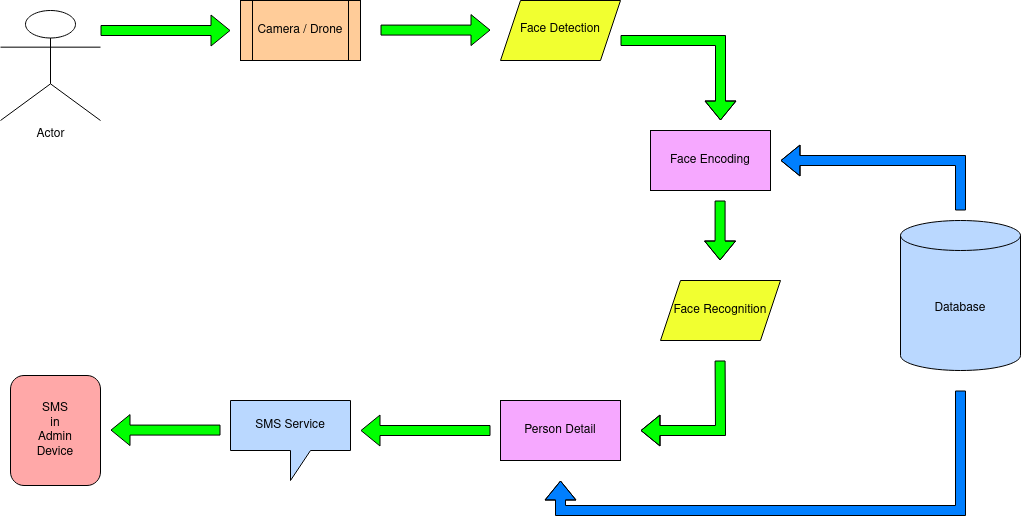 Camera / Drone
Face Detection
Actor
Face Encoding
Face Recognition
Database
Person Detail
SMS Service
SMS
in
Admin
Device